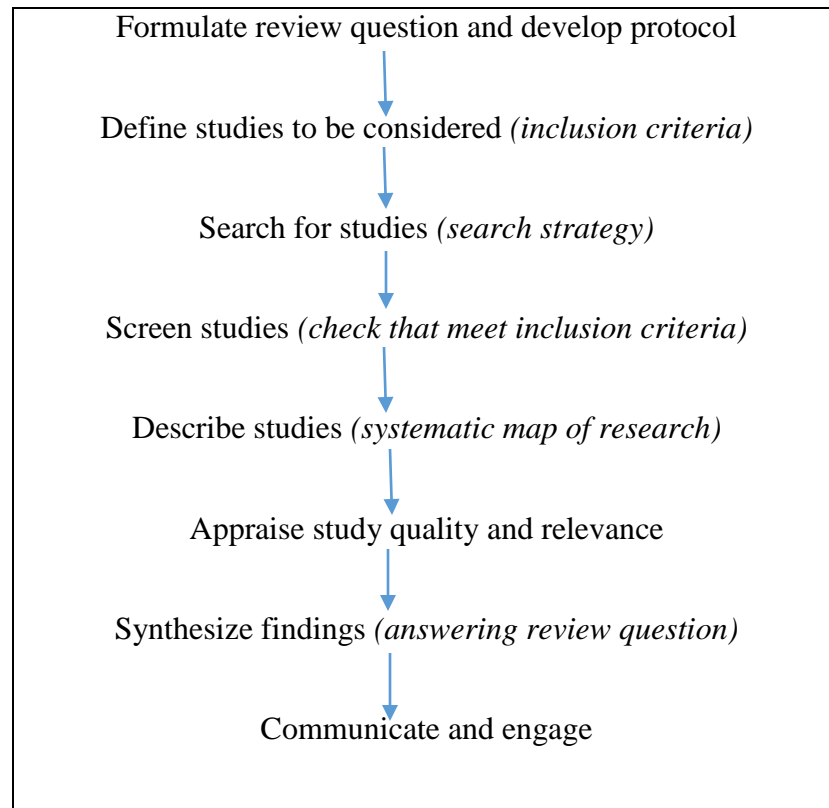 Formulate review question and develop protocol
Define studies to be considered (inclusion criteria)
Search for studies (search strategy)
Screen studies (check that meet inclusion criteria)
Describe studies (systematic map of research)
Appraise study quality and relevance
Synthesize findings (answering review question)
Communicate and engage